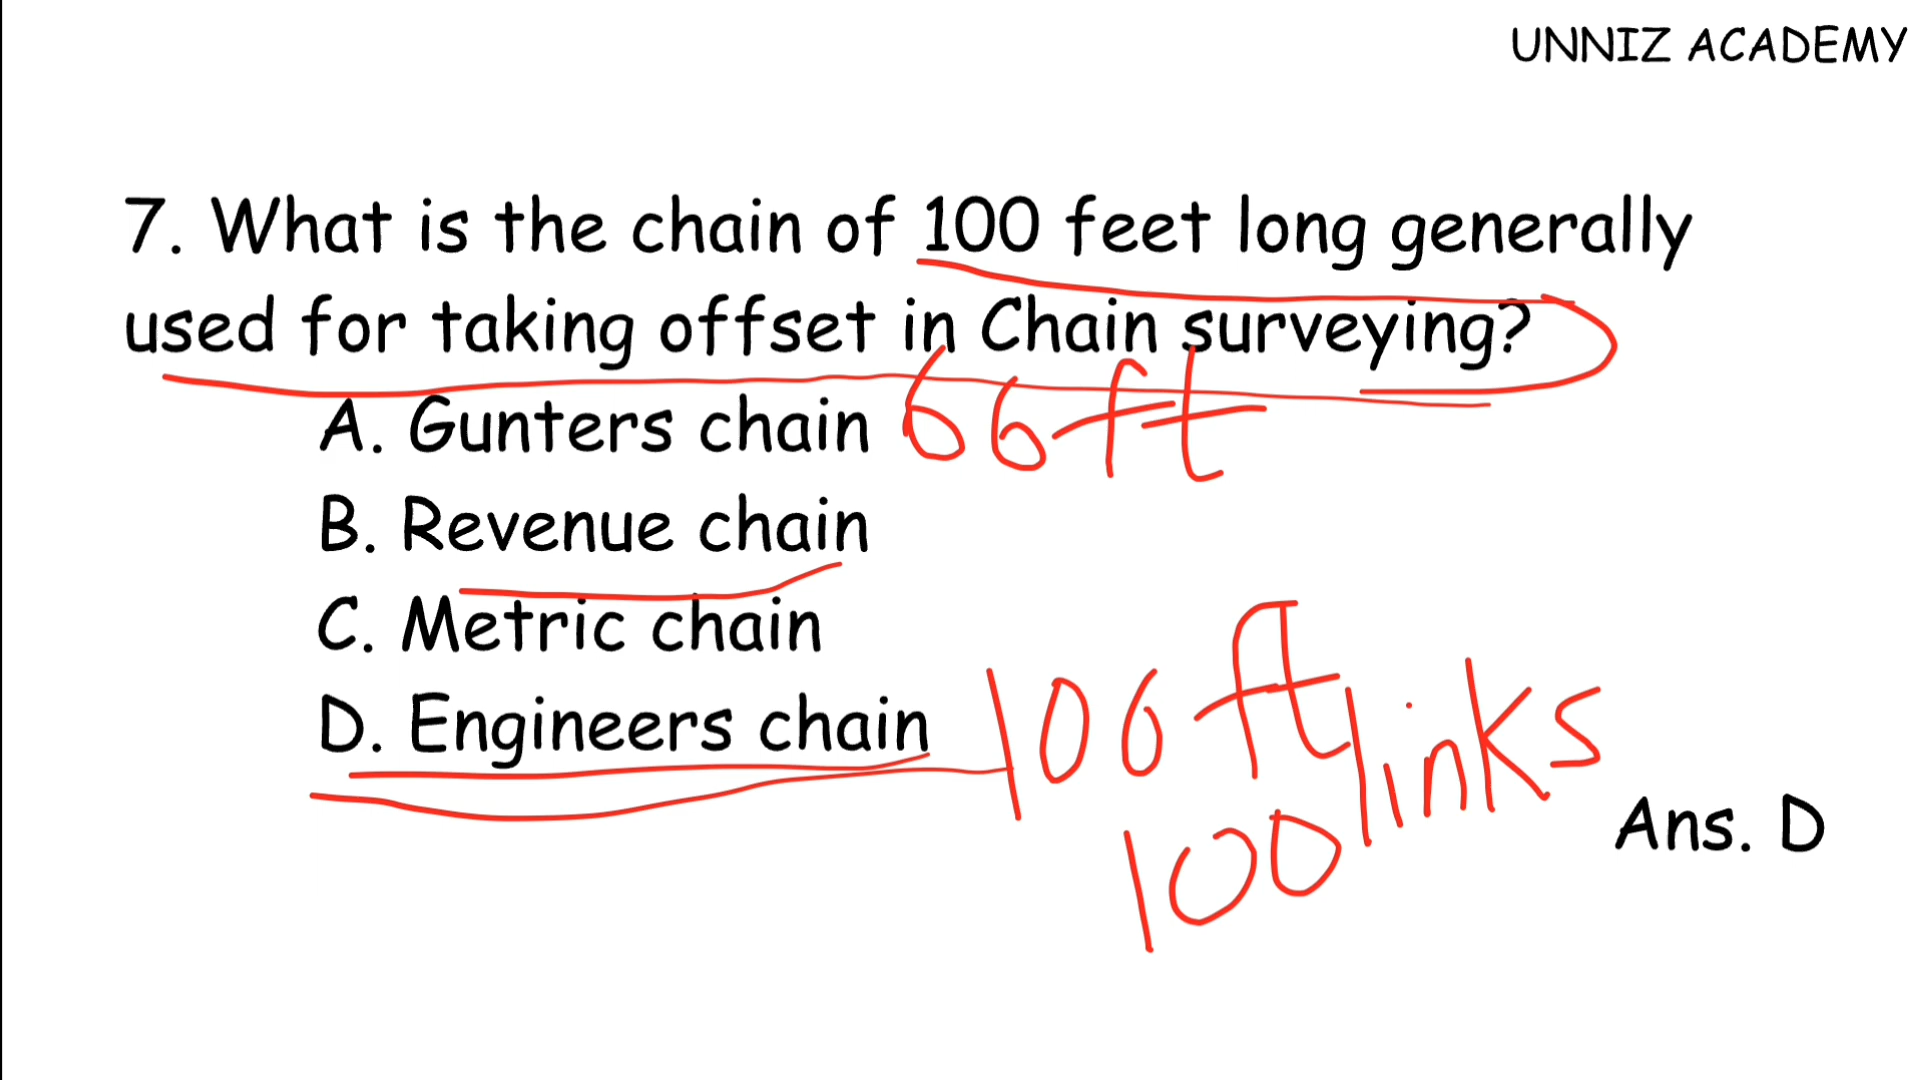 UNNIZ ACADEMY
7. What is the chain of 100 feet long generally
used for taking offset in Chain surveying?
A. Gunters chain 66ft
B. Revenue chain
C. Metric chain
D. Engineers chain 100 ft
100 links
Ans. D